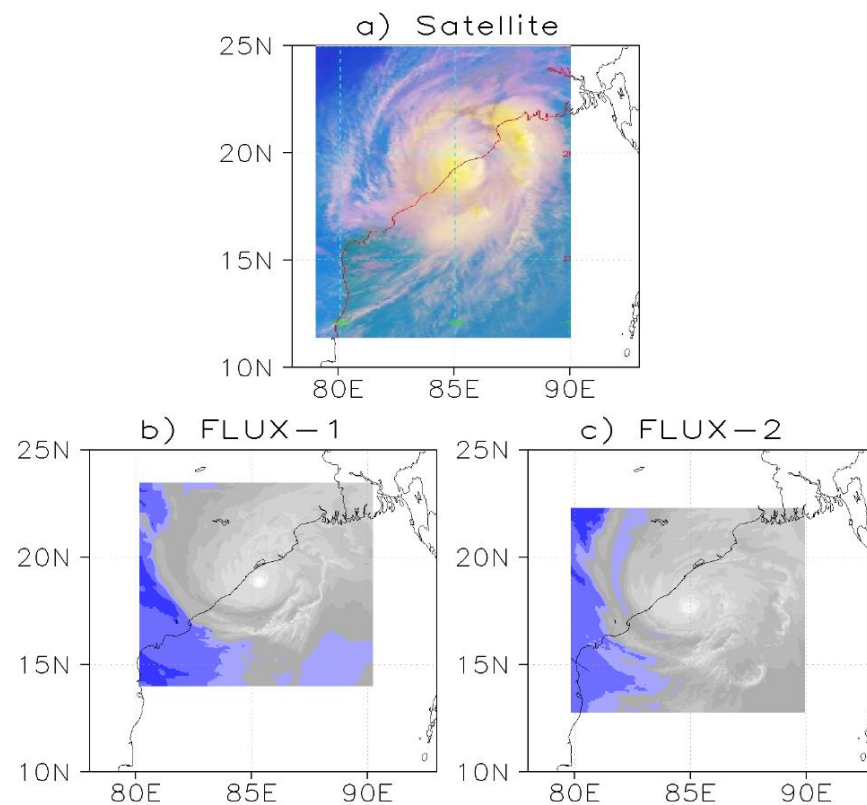 a) Satellite
25N
20N
15N
10N
80E 85E 90E
b) FLUX-1
25N
20N
15N
10N
80E 85E 90E
c) FLUX-2
25N
20N
15N
10N
80E 85E 90E